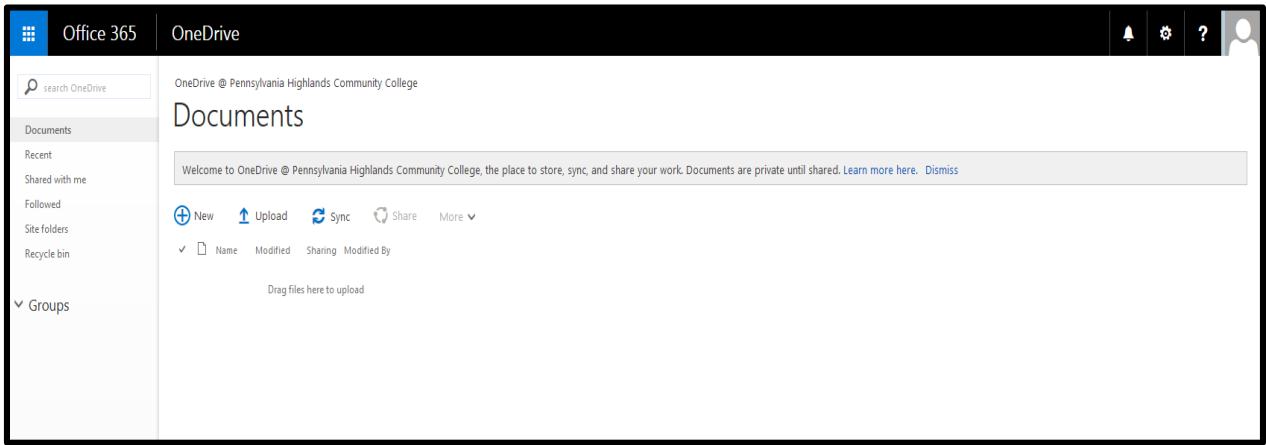 Office 365 OneDrive ?
search OneDrive
Documents
Recent
Shared with me
Followed
Site folders
Recycle bin
Groups
OneDrive @ Pennsylvania Highlands Community College
Documents
Welcome to OneDrive @ Pennsylvania Highlands Community College, the place to store, sync, and share your work. Documents are private until shared. Learn more here. Dismiss
New Upload Sync Share More
Name Modified Sharing Modified By
Drag files here to upload